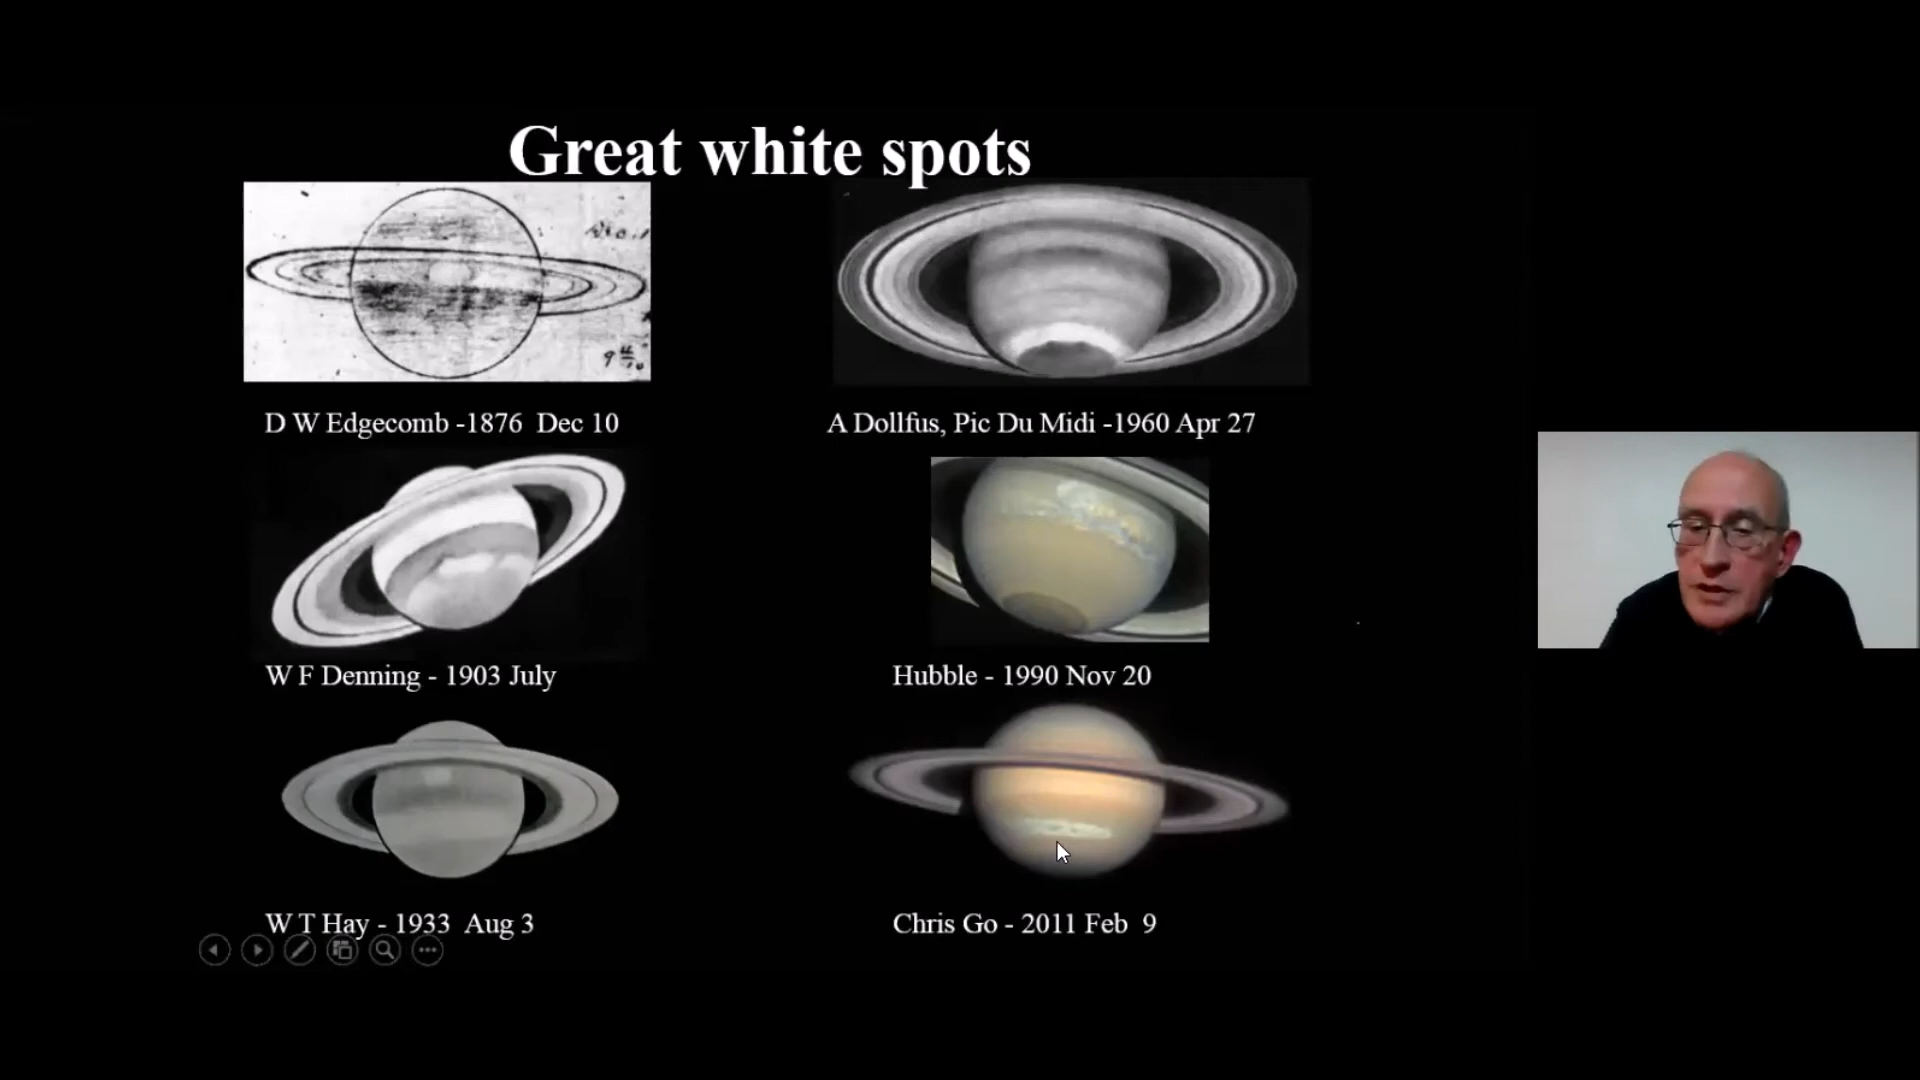 Great white spots
D W Edgecomb -1876 Dec 10
A Dollfus, Pic Du Midi -1960 Apr 27
W F Denning - 1903 July
Hubble - 1990 Nov 20
W T Hay - 1933 Aug 3
Chris Go - 2011 Feb 9